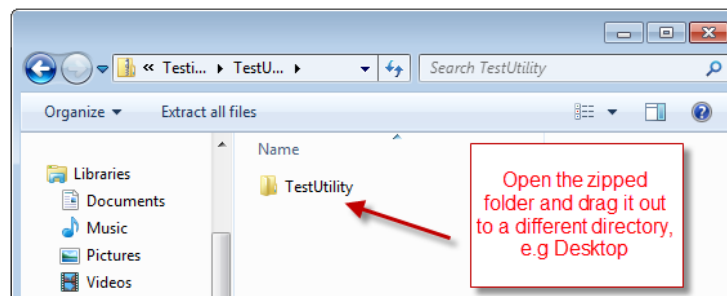 « Testi... ▸ TestU... ▸
Search TestUtility
Organize
Extract all files
Name
Libraries
Documents
Music
Pictures
Videos
TestUtility
Open the zipped
folder and drag it out
to a different directory,
e.g Desktop